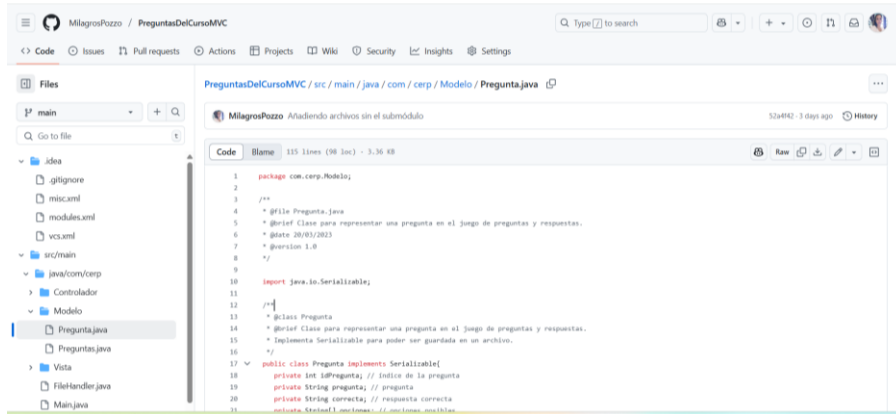 MilagrosPozzo / PreguntasDelCursoMVC
Type / to search
Code Issues Pull requests Actions Projects Wiki Security Insights Settings
Files
PreguntasDelCursoMVC / src / main / java / com / cerp / Modelo / Pregunta.java
main
MilagrosPozzo Añadiendo archivos sin el submódulo
52a4f42 · 3 days ago History
Go to file t
Code Blame 115 lines (98 loc) · 3.36 KB
Raw
.idea
.gitignore
misc.xml
modules.xml
vcs.xml
src/main
java/com/cerp
Controlador
Modelo
Pregunta.java
Preguntas.java
Vista
FileHandler.java
Main.java
1 package com.cerp.Modelo;
2
3 /**
4 * @file Pregunta.java
5 * @brief Clase para representar una pregunta en el juego de preguntas y respuestas.
6 * @date 20/03/2023
7 * @version 1.0
8 */
9
10 import java.io.Serializable;
11
12 /**
13 * @class Pregunta
14 * @brief Clase para representar una pregunta en el juego de preguntas y respuestas.
15 * Implementa Serializable para poder ser guardada en un archivo.
16 */
17 public class Pregunta implements Serializable{
18 private int idPregunta; // indice de la pregunta
19 private String pregunta; // pregunta
20 private String correcta; // respuesta correcta
21 private String[] opciones; // opciones posibles